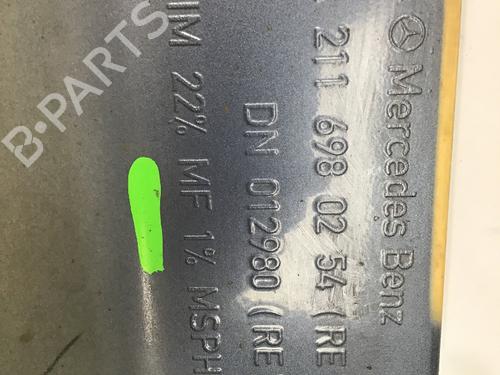 Mercedes Benz
211 698 02 54 (RE
DN 012980 (RE
IM 22% MF 1% MSPH
B-PARTS